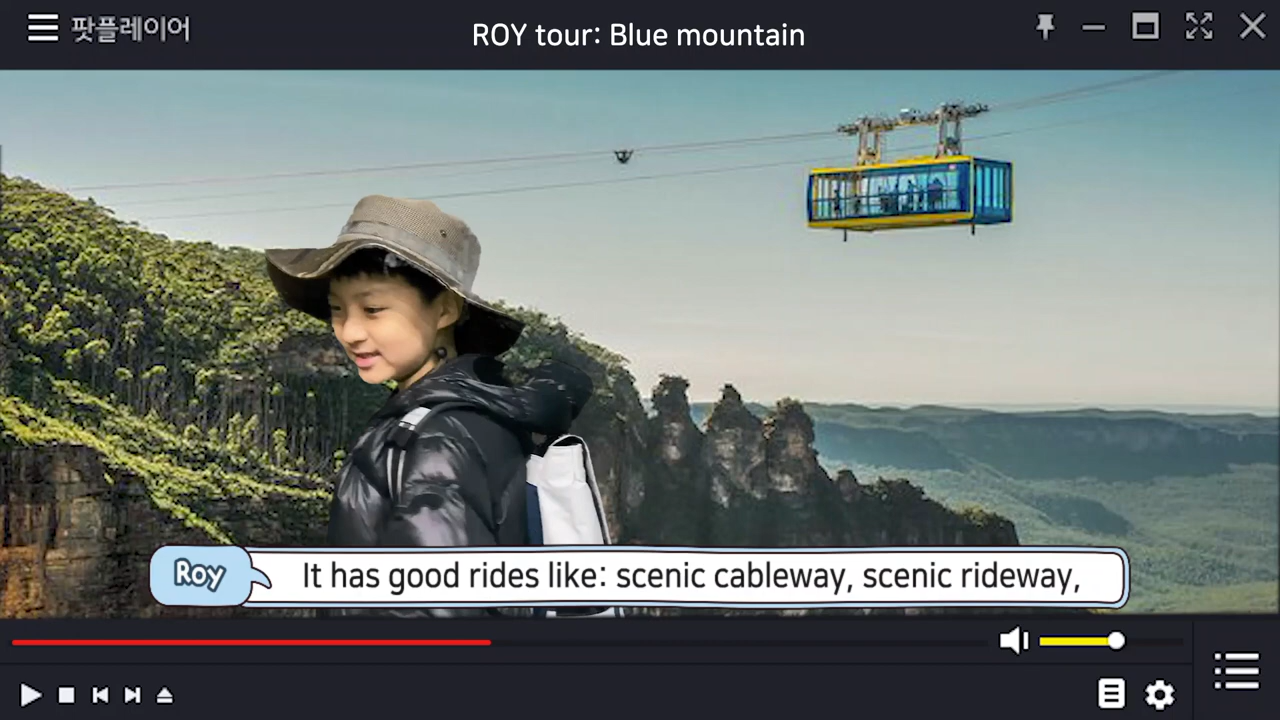 팟플레이어
ROY tour: Blue mountain
Roy
It has good rides like: scenic cableway, scenic rideway,